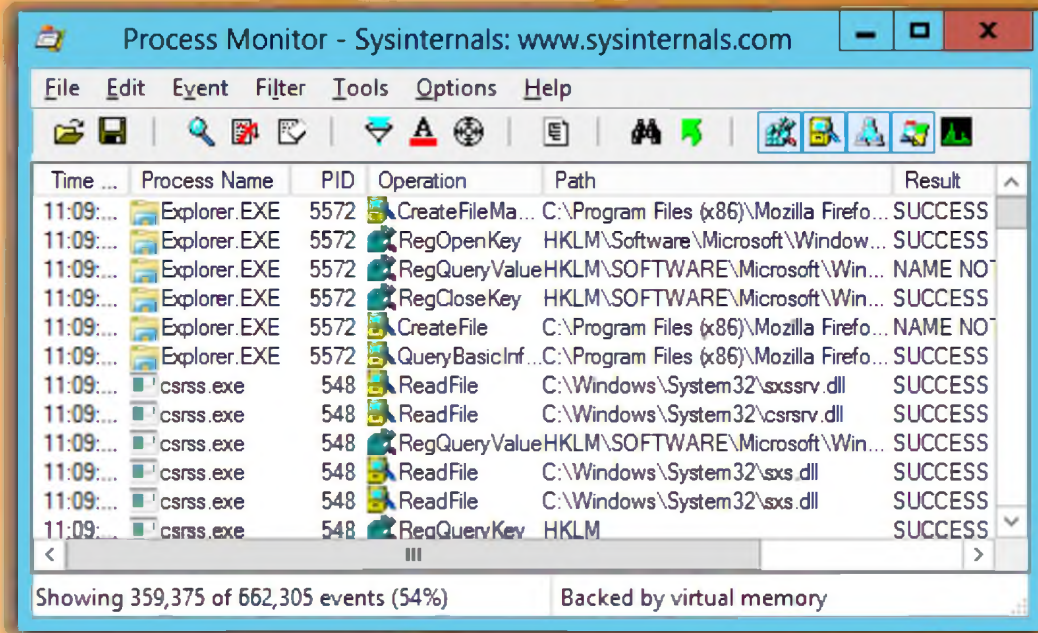 Process Monitor - Sysinternals: www.sysinternals.com
File Edit Event Filter Tools Options Help
Time ... Process Name PID Operation Path Result
11:09:... Explorer.EXE 5572 CreateFileMa... C:\Program Files (x86)\Mozilla Firefo... SUCCESS
11:09:... Explorer.EXE 5572 RegOpenKey HKLM\Software\Microsoft\Window... SUCCESS
11:09:... Explorer.EXE 5572 RegQueryValue HKLM\SOFTWARE\Microsoft\Win... NAME NOT
11:09:... Explorer.EXE 5572 RegCloseKey HKLM\SOFTWARE\Microsoft\Win... SUCCESS
11:09:... Explorer.EXE 5572 CreateFile C:\Program Files (x86)\Mozilla Firefo... NAME NOT
11:09:... Explorer.EXE 5572 QueryBasicInf... C:\Program Files (x86)\Mozilla Firefo... SUCCESS
11:09:... csrss.exe 548 ReadFile C:\Windows\System32\sxssrv.dll SUCCESS
11:09:... csrss.exe 548 ReadFile C:\Windows\System32\csrsrv.dll SUCCESS
11:09:... csrss.exe 548 RegQueryValue HKLM\SOFTWARE\Microsoft\Win... SUCCESS
11:09:... csrss.exe 548 ReadFile C:\Windows\System32\sxs.dll SUCCESS
11:09:... csrss.exe 548 ReadFile C:\Windows\System32\sxs.dll SUCCESS
11:09:... csrss.exe 548 RegQueryKey HKLM SUCCESS
Showing 359,375 of 662,305 events (54%) Backed by virtual memory